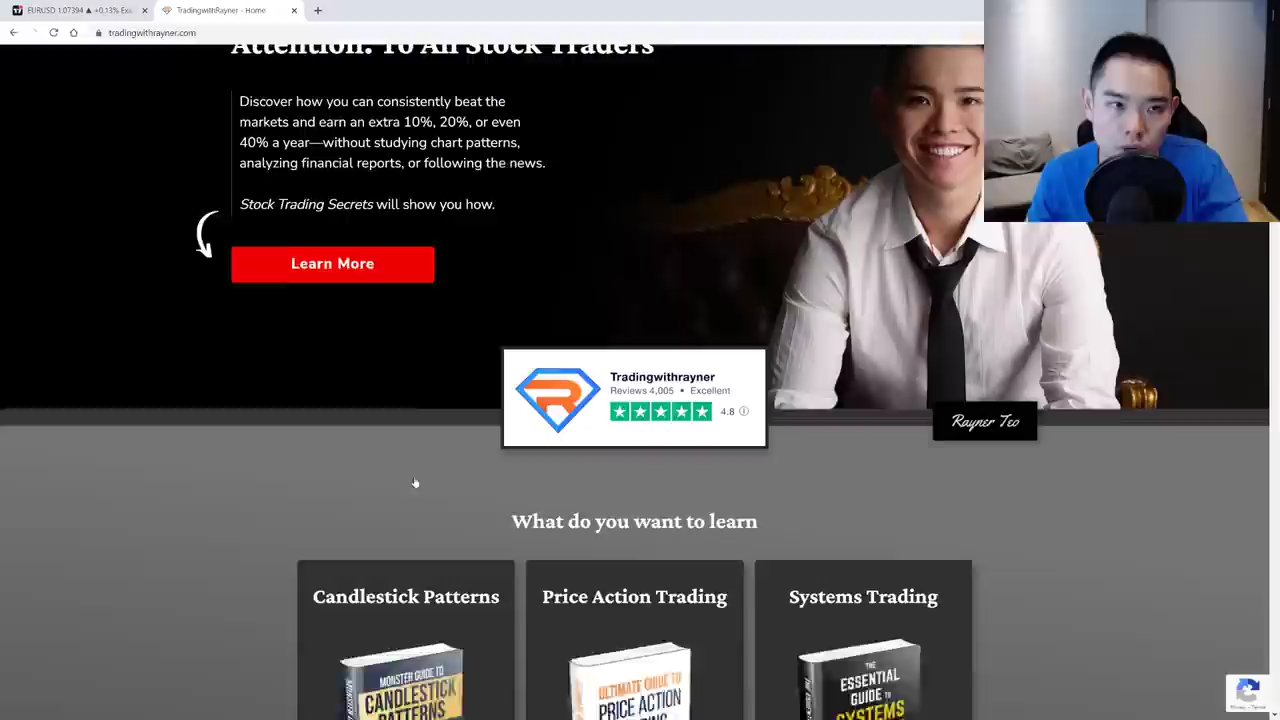 EURUSD 1.07394 ▲ +0.13%
TradingwithRayner - Home
tradingwithrayner.com
Attention: To All Stock Traders
Discover how you can consistently beat the
markets and earn an extra 10%, 20%, or even
40% a year—without studying chart patterns,
analyzing financial reports, or following the news.
Stock Trading Secrets will show you how.
Learn More
Tradingwithrayner
Reviews 4,005 • Excellent
4.8
Rayner Teo
What do you want to learn
Candlestick Patterns
Price Action Trading
Systems Trading
MONSTER GUIDE TO
CANDLESTICK
PATTERNS
ULTIMATE GUIDE TO
PRICE ACTION
THE
ESSENTIAL
GUIDE TO
SYSTEMS